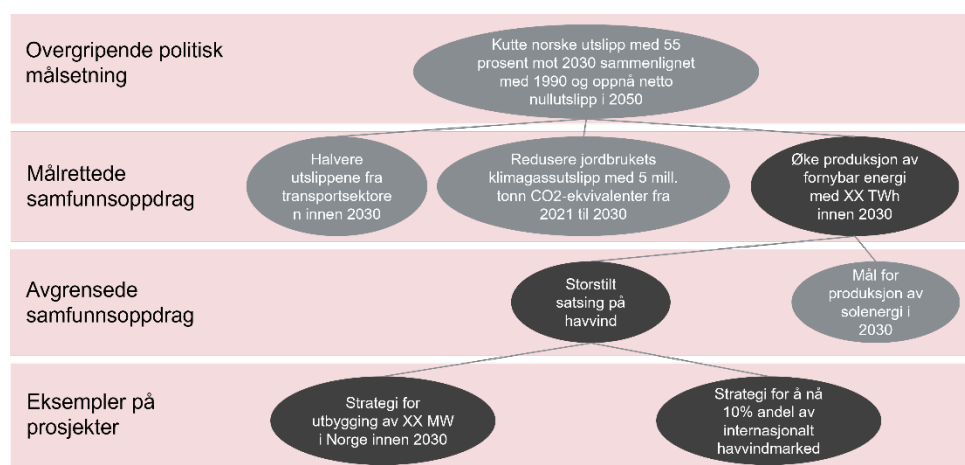 Overgripende politisk
målsetning
Kutte norske utslipp med 55
prosent mot 2030 sammenlignet
med 1990 og oppnå netto
nullutslipp i 2050
Målrettede
samfunnsoppdrag
Halvere
utslippene fra
transportsektore
n innen 2030
Redusere jordbrukets
klimagassutslipp med 5 mill.
tonn CO2-ekvivalenter fra
2021 til 2030
Øke produksjon av
fornybar energi
med XX TWh
innen 2030
Avgrensede
samfunnsoppdrag
Storstilt
satsing på
havvind
Mål for
produksjon av
solenergi i
2030
Eksempler på
prosjekter
Strategi for
utbygging av XX MW
i Norge innen 2030
Strategi for å nå
10% andel av
internasjonalt
havvindmarked